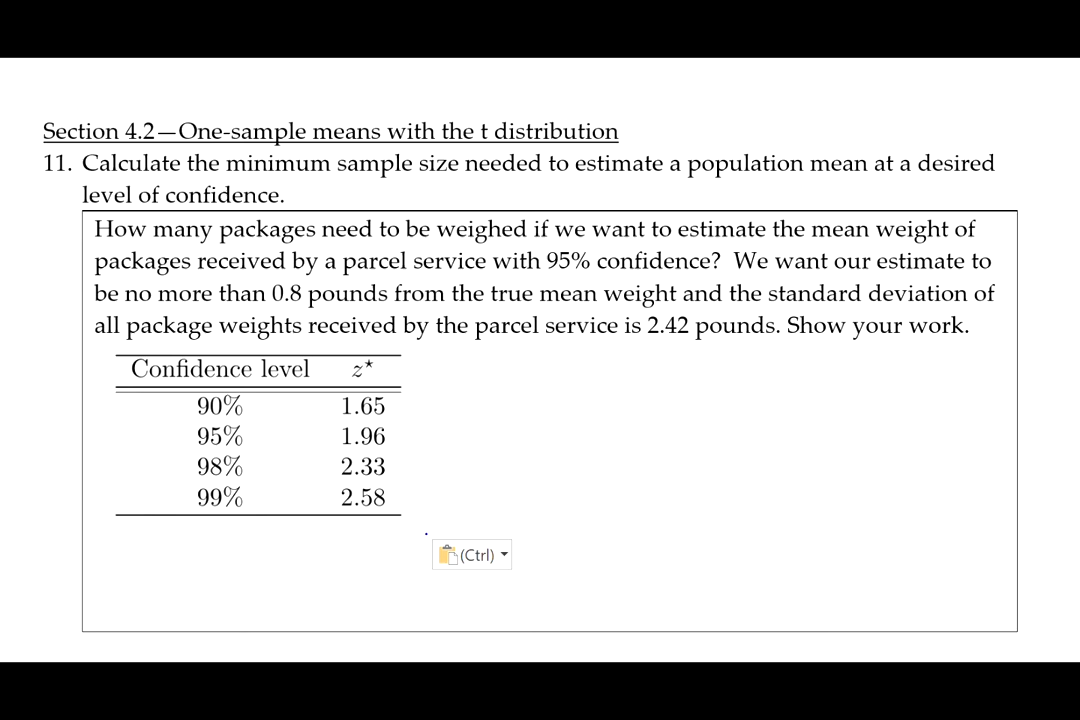 Section 4.2—One-sample means with the t distribution
11. Calculate the minimum sample size needed to estimate a population mean at a desired
level of confidence.
How many packages need to be weighed if we want to estimate the mean weight of
packages received by a parcel service with 95% confidence? We want our estimate to
be no more than 0.8 pounds from the true mean weight and the standard deviation of
all package weights received by the parcel service is 2.42 pounds. Show your work.
Confidence level z*
90% 1.65
95% 1.96
98% 2.33
99% 2.58
(Ctrl)